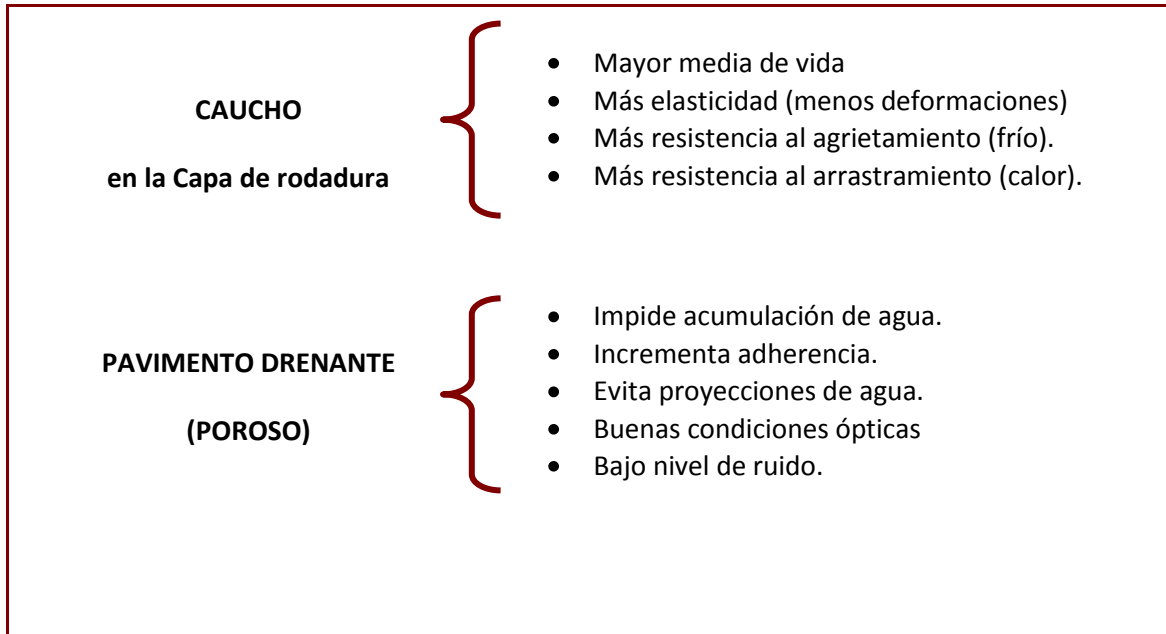 CAUCHO
en la Capa de rodadura
• Mayor media de vida
• Más elasticidad (menos deformaciones)
• Más resistencia al agrietamiento (frío).
• Más resistencia al arrastramiento (calor).
PAVIMENTO DRENANTE
(POROSO)
• Impide acumulación de agua.
• Incrementa adherencia.
• Evita proyecciones de agua.
• Buenas condiciones ópticas
• Bajo nivel de ruido.